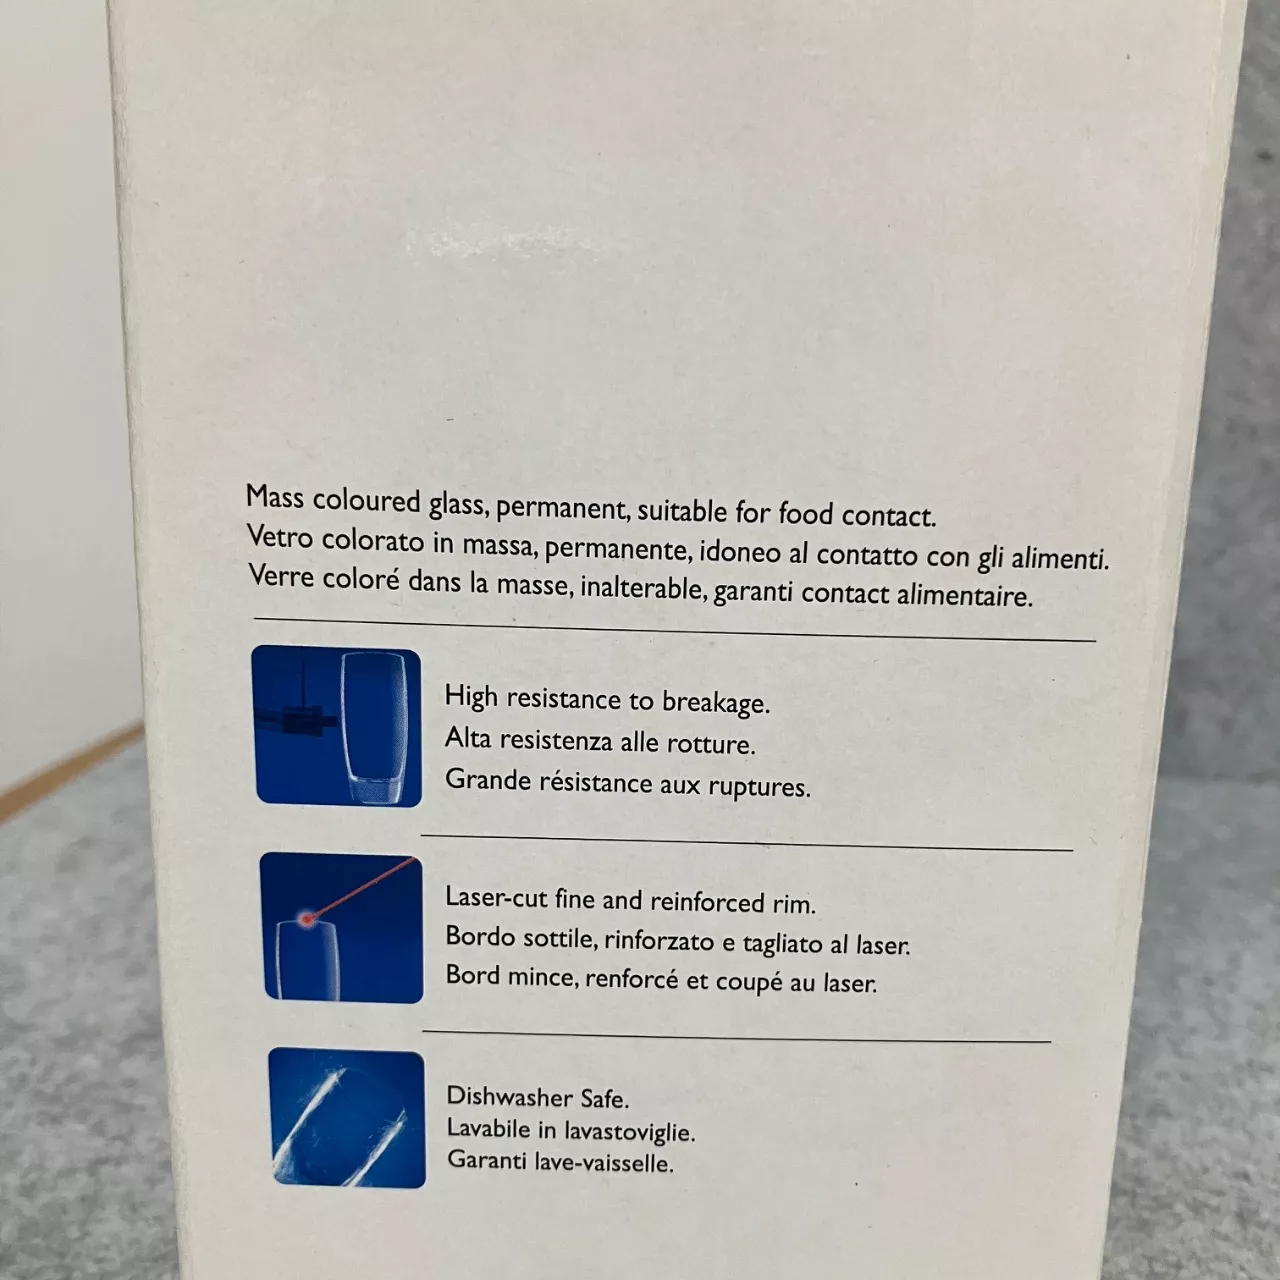 Mass coloured glass, permanent, suitable for food contact.
Vetro colorato in massa, permanente, idoneo al contatto con gli alimenti.
Verre coloré dans la masse, inalterable, garanti contact alimentaire.
High resistance to breakage.
Alta resistenza alle rotture.
Grande résistance aux ruptures.
Laser-cut fine and reinforced rim.
Bordo sottile, rinforzato e tagliato al laser.
Bord mince, renforcé et coupé au laser.
Dishwasher Safe.
Lavabile in lavastoviglie.
Garanti lave-vaisselle.